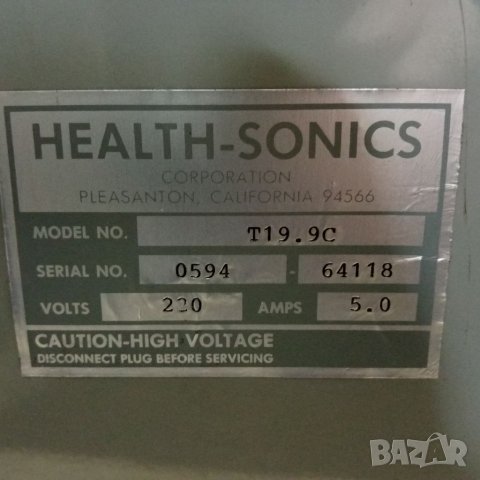 HEALTH-SONICS
CORPORATION
PLEASANTON, CALIFORNIA 94566
MODEL NO. T19.9C
SERIAL NO. 0594 - 64118
VOLTS 220 AMPS 5.0
CAUTION-HIGH VOLTAGE
DISCONNECT PLUG BEFORE SERVICING
BAZAR